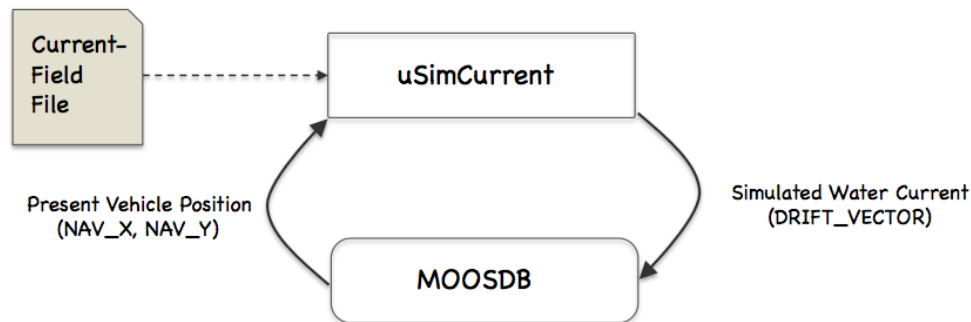 Current-
Field
File
uSimCurrent
Present Vehicle Position
(NAV_X, NAV_Y)
Simulated Water Current
(DRIFT_VECTOR)
MOOSDB